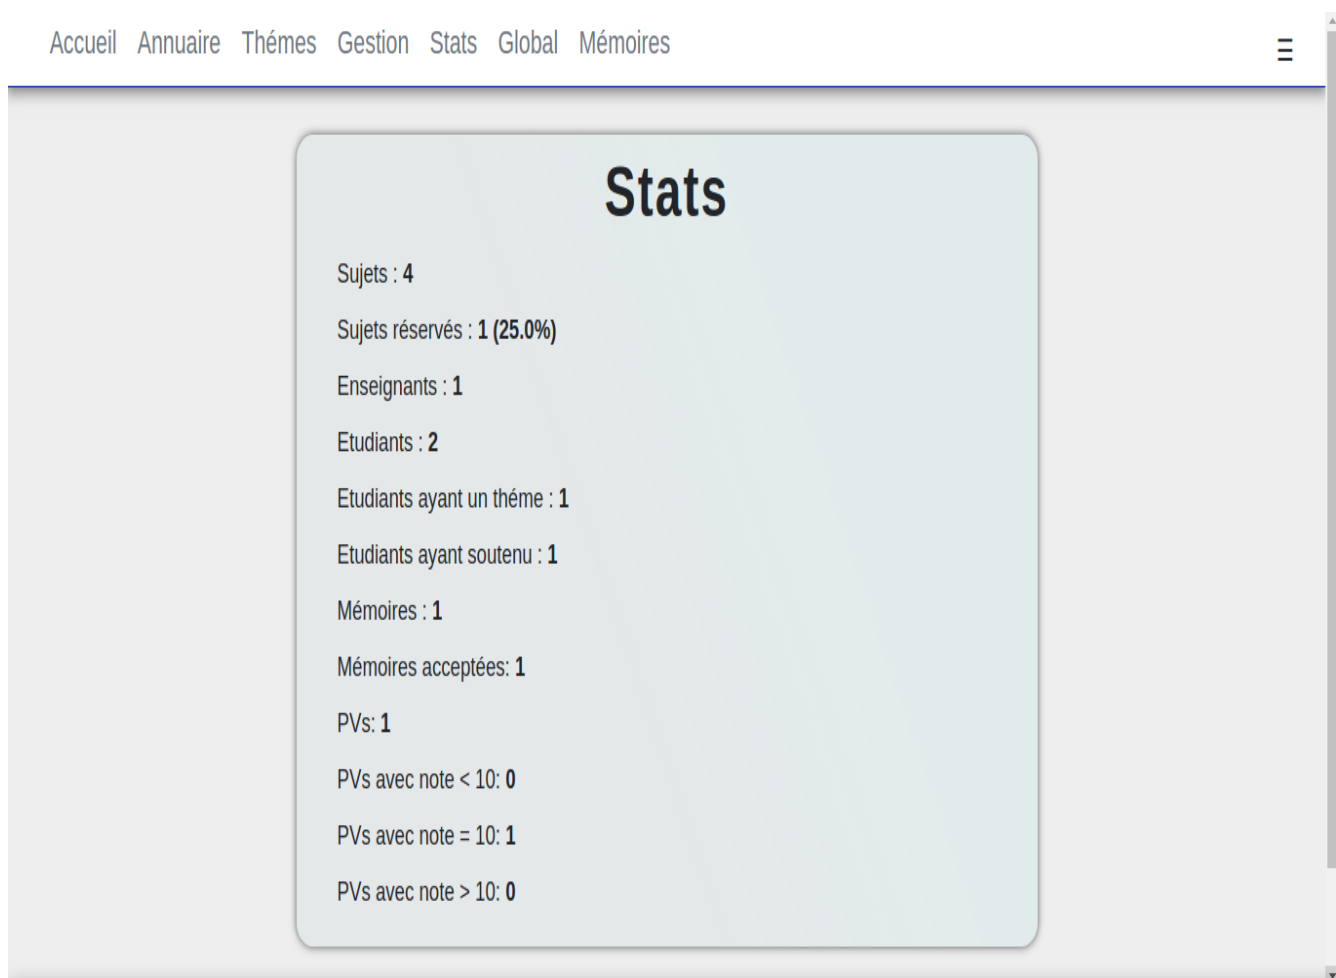 Accueil Annuaire Thémes Gestion Stats Global Mémoires
Stats
Sujets : 4
Sujets réservés : 1 (25.0%)
Enseignants : 1
Etudiants : 2
Etudiants ayant un théme : 1
Etudiants ayant soutenu : 1
Mémoires : 1
Mémoires acceptées: 1
PVs: 1
PVs avec note < 10: 0
PVs avec note = 10: 1
PVs avec note > 10: 0